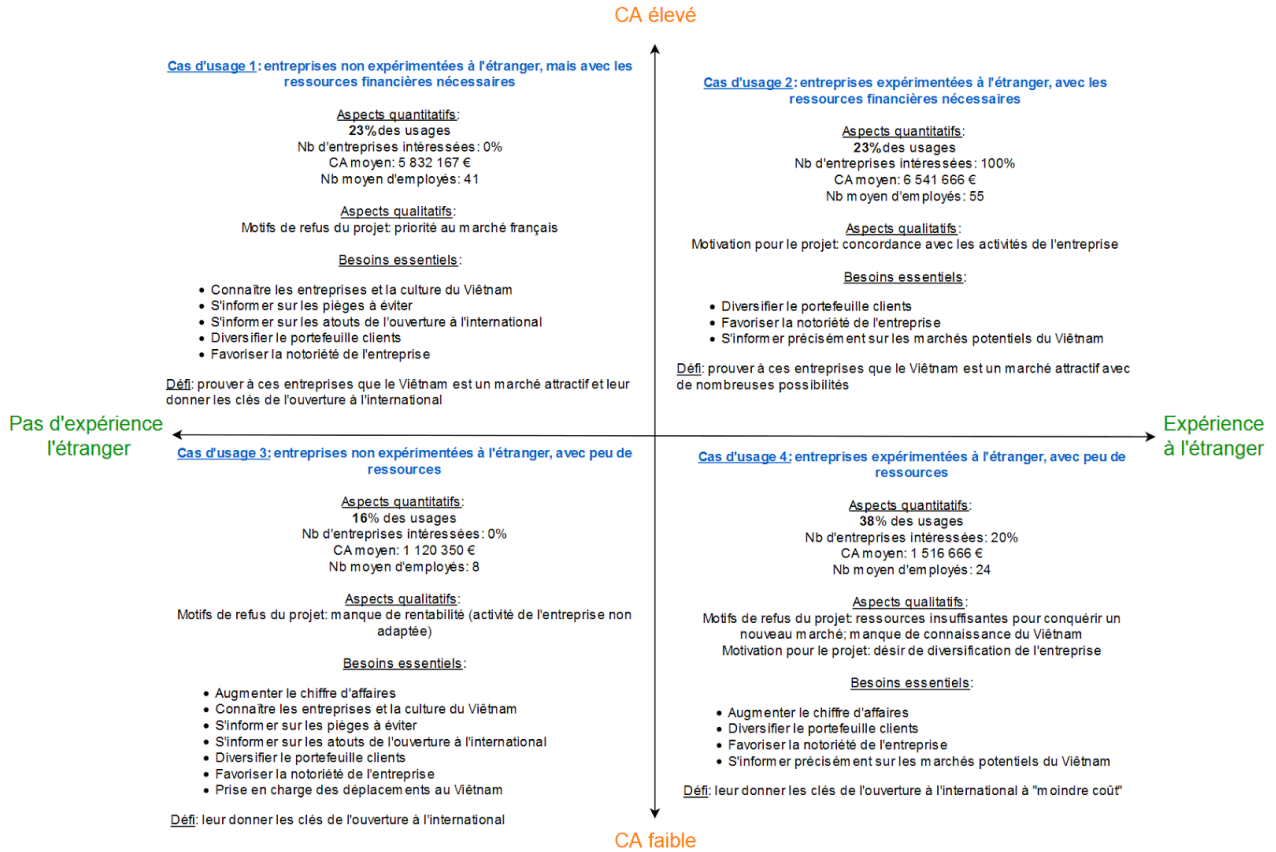 CA élevé
Cas d'usage 1: entreprises non expérimentées à l'étranger, mais avec les
ressources financières nécessaires
Aspects quantitatifs:
23% des usages
Nb d'entreprises intéressées: 0%
CA moyen: 5 832 167 €
Nb moyen d'employés: 41
Aspects qualitatifs:
Motifs de refus du projet: priorité au marché français
Besoins essentiels:
• Connaître les entreprises et la culture du Viêtnam
• S'informer sur les pièges à éviter
• S'informer sur les atouts de l'ouverture à l'international
• Diversifier le portefeuille clients
• Favoriser la notoriété de l'entreprise
Défi: prouver à ces entreprises que le Viêtnam est un marché attractif et leur
donner les clés de l'ouverture à l'international
Cas d'usage 2: entreprises expérimentées à l'étranger, avec les
ressources financières nécessaires
Aspects quantitatifs:
23% des usages
Nb d'entreprises intéressées: 100%
CA moyen: 6 541 666 €
Nb moyen d'employés: 55
Aspects qualitatifs:
Motivation pour le projet: concordance avec les activités de l'entreprise
Besoins essentiels:
• Diversifier le portefeuille clients
• Favoriser la notoriété de l'entreprise
• S'informer précisément sur les marchés potentiels du Viêtnam
Défi: prouver à ces entreprises que le Viêtnam est un marché attractif avec
de nombreuses possibilités
Pas d'expérience
l'étranger
Expérience
à l'étranger
Cas d'usage 3: entreprises non expérimentées à l'étranger, avec peu de
ressources
Aspects quantitatifs:
16% des usages
Nb d'entreprises intéressées: 0%
CA moyen: 1 120 350 €
Nb moyen d'employés: 8
Aspects qualitatifs:
Motifs de refus du projet: manque de rentabilité (activité de l'entreprise non
adaptée)
Besoins essentiels:
• Augmenter le chiffre d'affaires
• Connaître les entreprises et la culture du Viêtnam
• S'informer sur les pièges à éviter
• S'informer sur les atouts de l'ouverture à l'international
• Diversifier le portefeuille clients
• Favoriser la notoriété de l'entreprise
• Prise en charge des déplacements au Viêtnam
Défi: leur donner les clés de l'ouverture à l'international
Cas d'usage 4: entreprises expérimentées à l'étranger, avec peu de
ressources
Aspects quantitatifs:
38% des usages
Nb d'entreprises intéressées: 20%
CA moyen: 1 516 666 €
Nb moyen d'employés: 24
Aspects qualitatifs:
Motifs de refus du projet: ressources insuffisantes pour conquérir un
nouveau marché; manque de connaissance du Viêtnam
Motivation pour le projet: désir de diversification de l'entreprise
Besoins essentiels:
• Augmenter le chiffre d'affaires
• Diversifier le portefeuille clients
• Favoriser la notoriété de l'entreprise
• S'informer précisément sur les marchés potentiels du Viêtnam
Défi: leur donner les clés de l'ouverture à l'international à "moindre coût"
CA faible